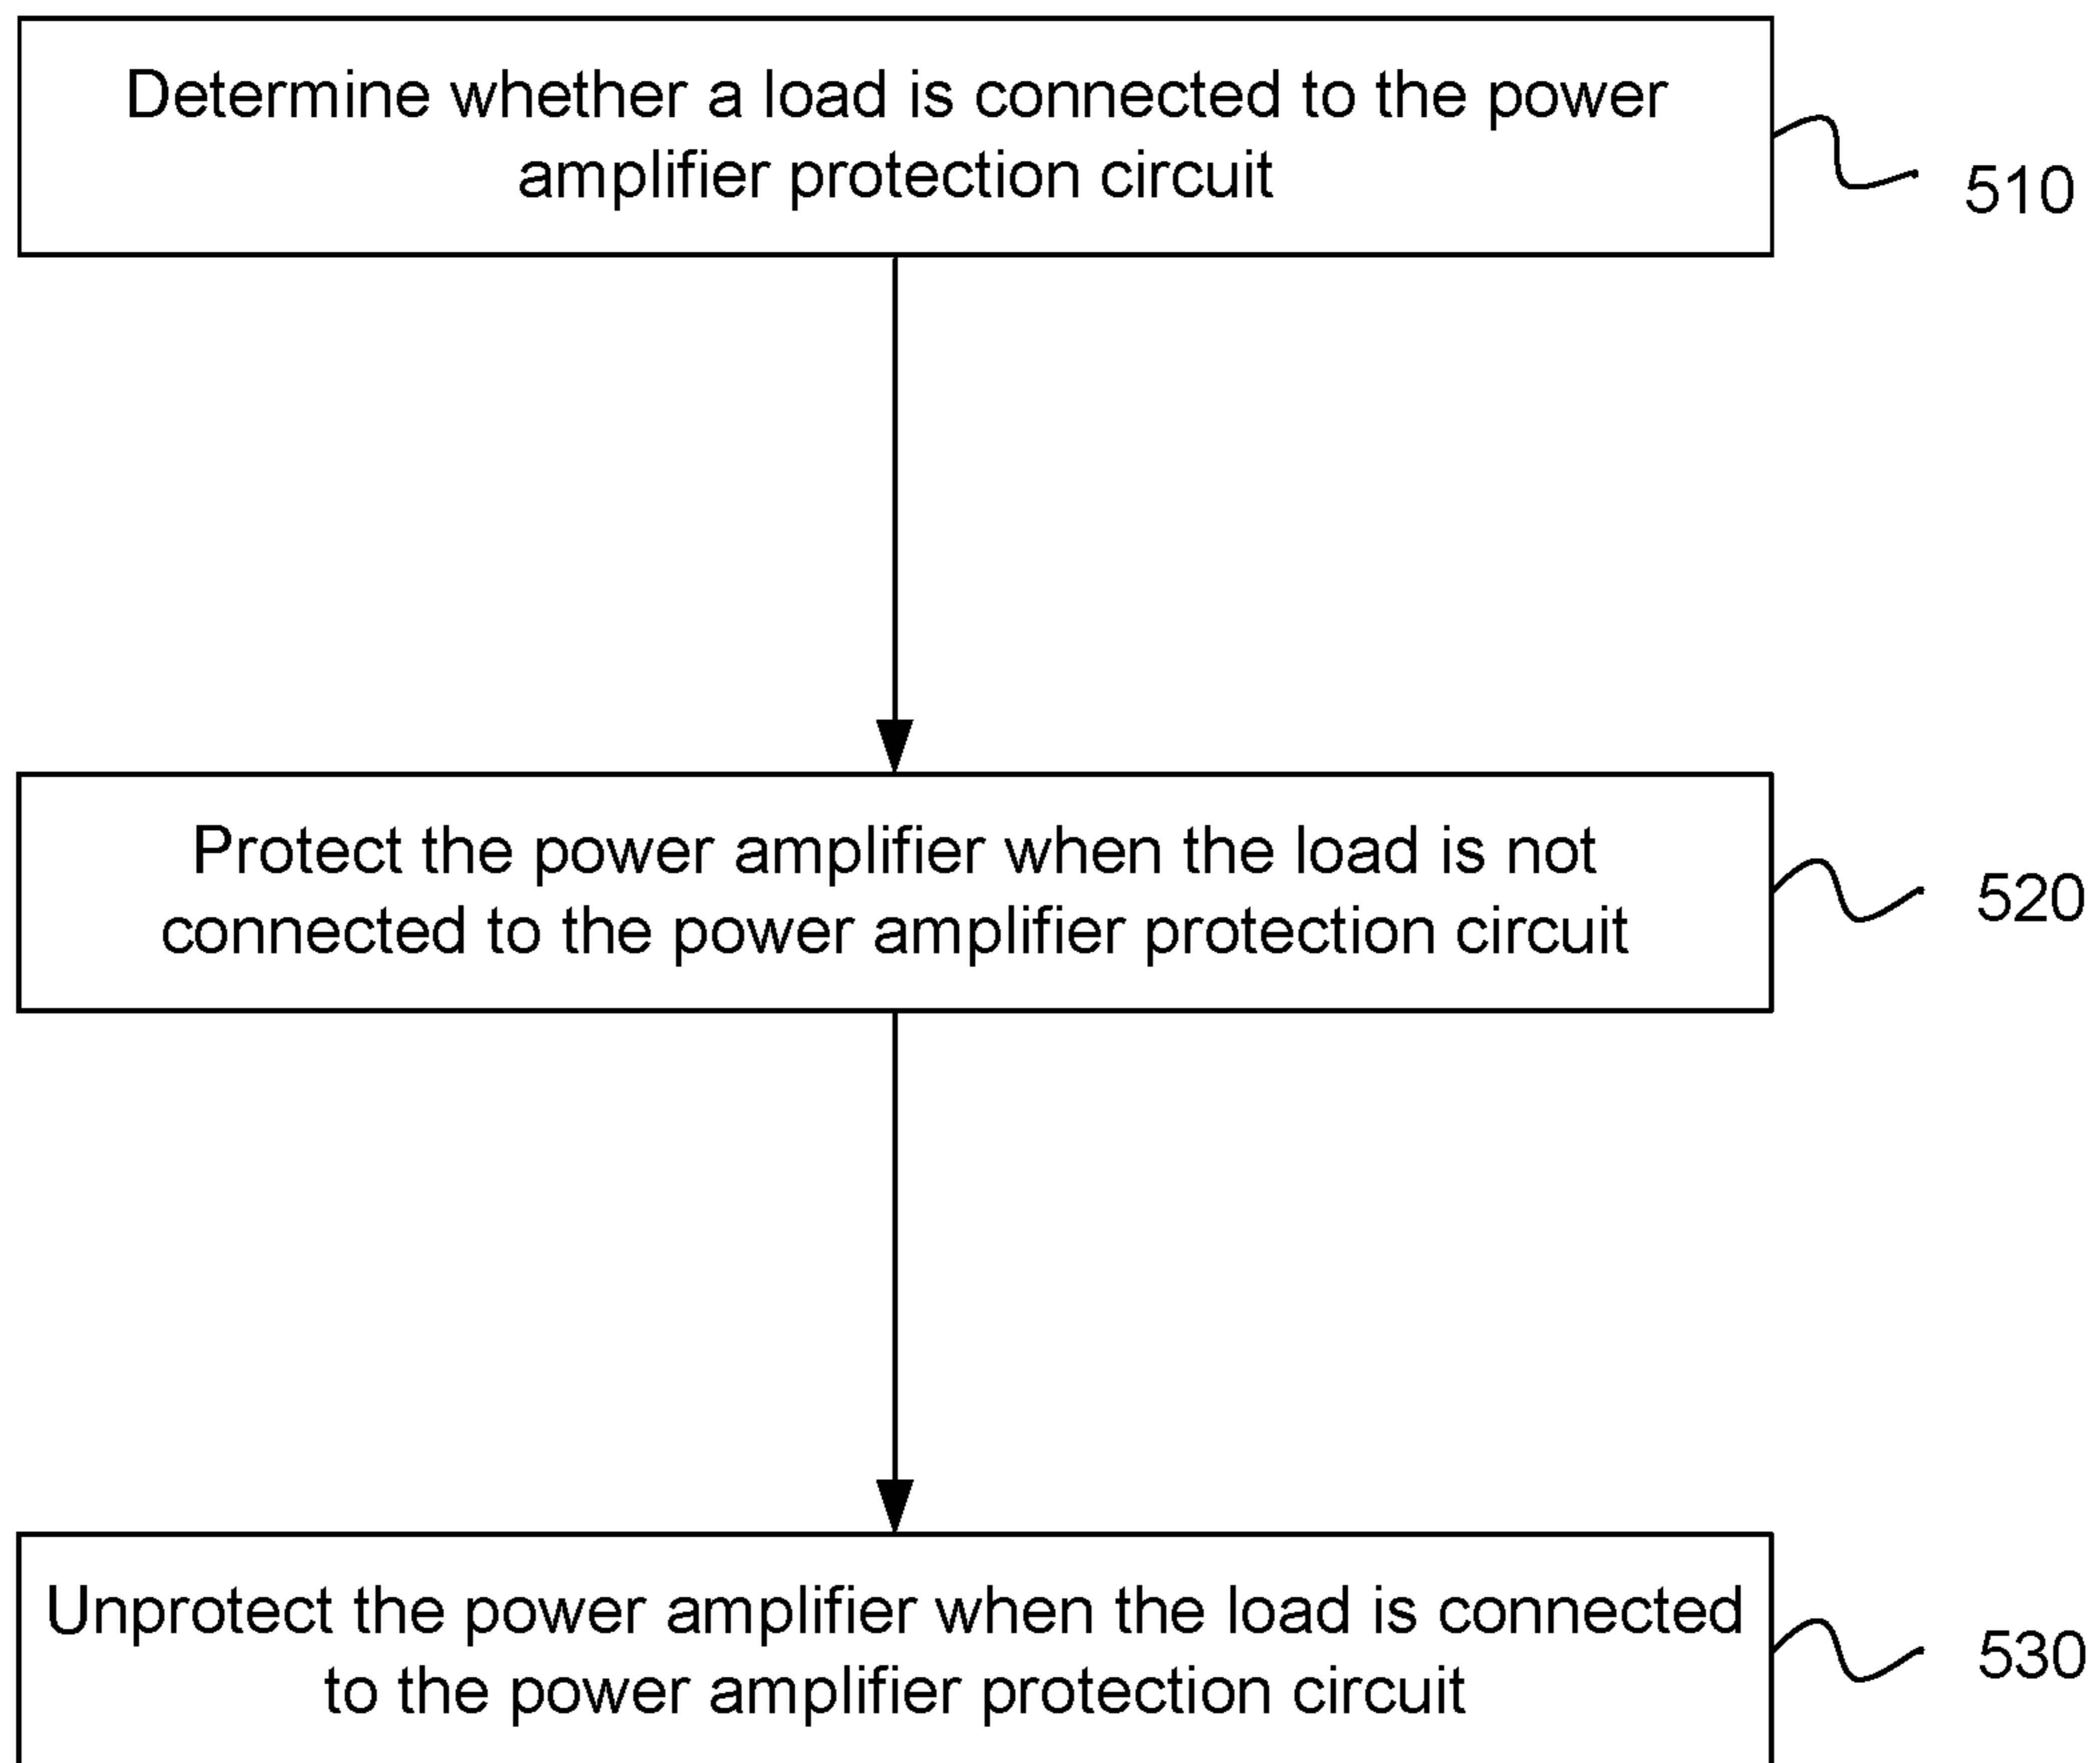 Determine whether a load is connected to the power
amplifier protection circuit
510
Protect the power amplifier when the load is not
connected to the power amplifier protection circuit
520
Unprotect the power amplifier when the load is connected
to the power amplifier protection circuit
530